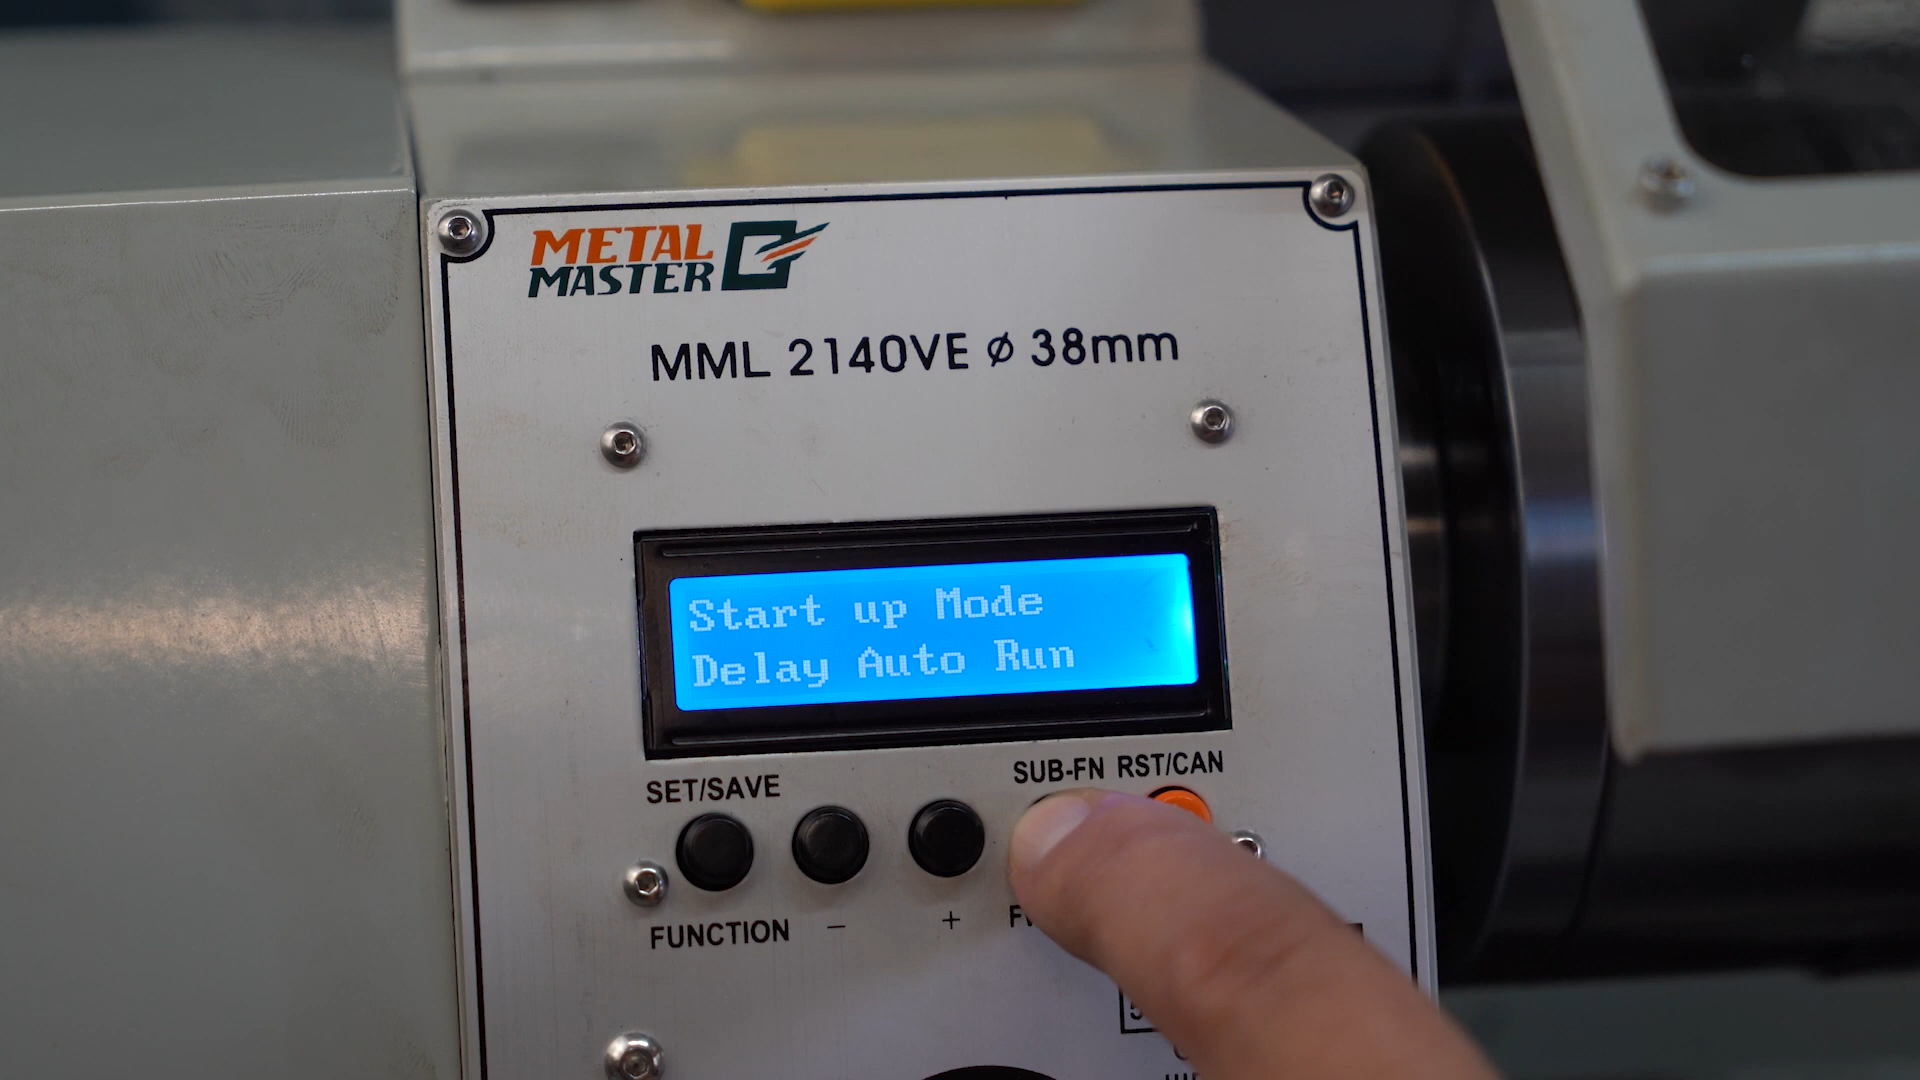 METAL
MASTER
MML 2140VE ⌀ 38mm
Start up Mode
Delay Auto Run
SET/SAVE SUB-FN RST/CAN
FUNCTION - +